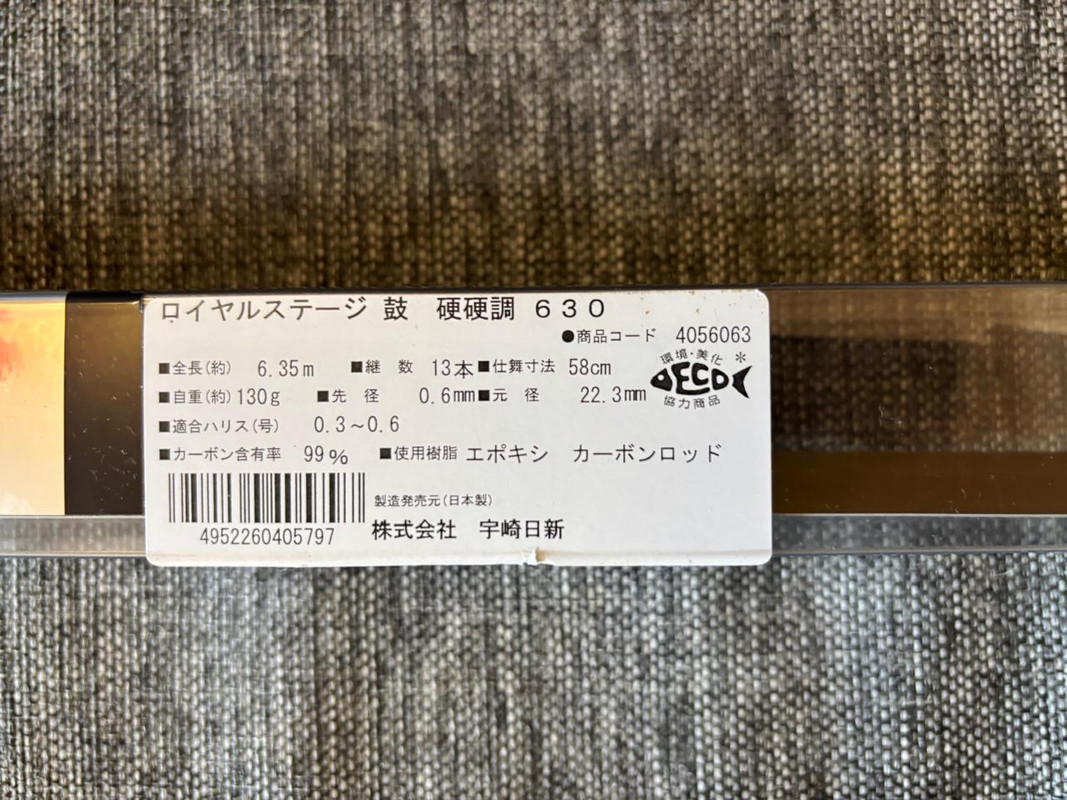 ロイヤルステージ 鼓　硬硬調 ６３０
●商品コード　4056063
■全長(約)　6.35m　■継　数　13本■仕舞寸法　58cm
■自重(約) 130g　■先　径　0.6mm■元　径　22.3mm
環境・美化
ECO
協力商品
■適合ハリス(号)　0.3～0.6
■カーボン含有率　99％　■使用樹脂 エポキシ　カーボンロッド
製造発売元(日本製)
4952260405797　株式会社　宇崎日新